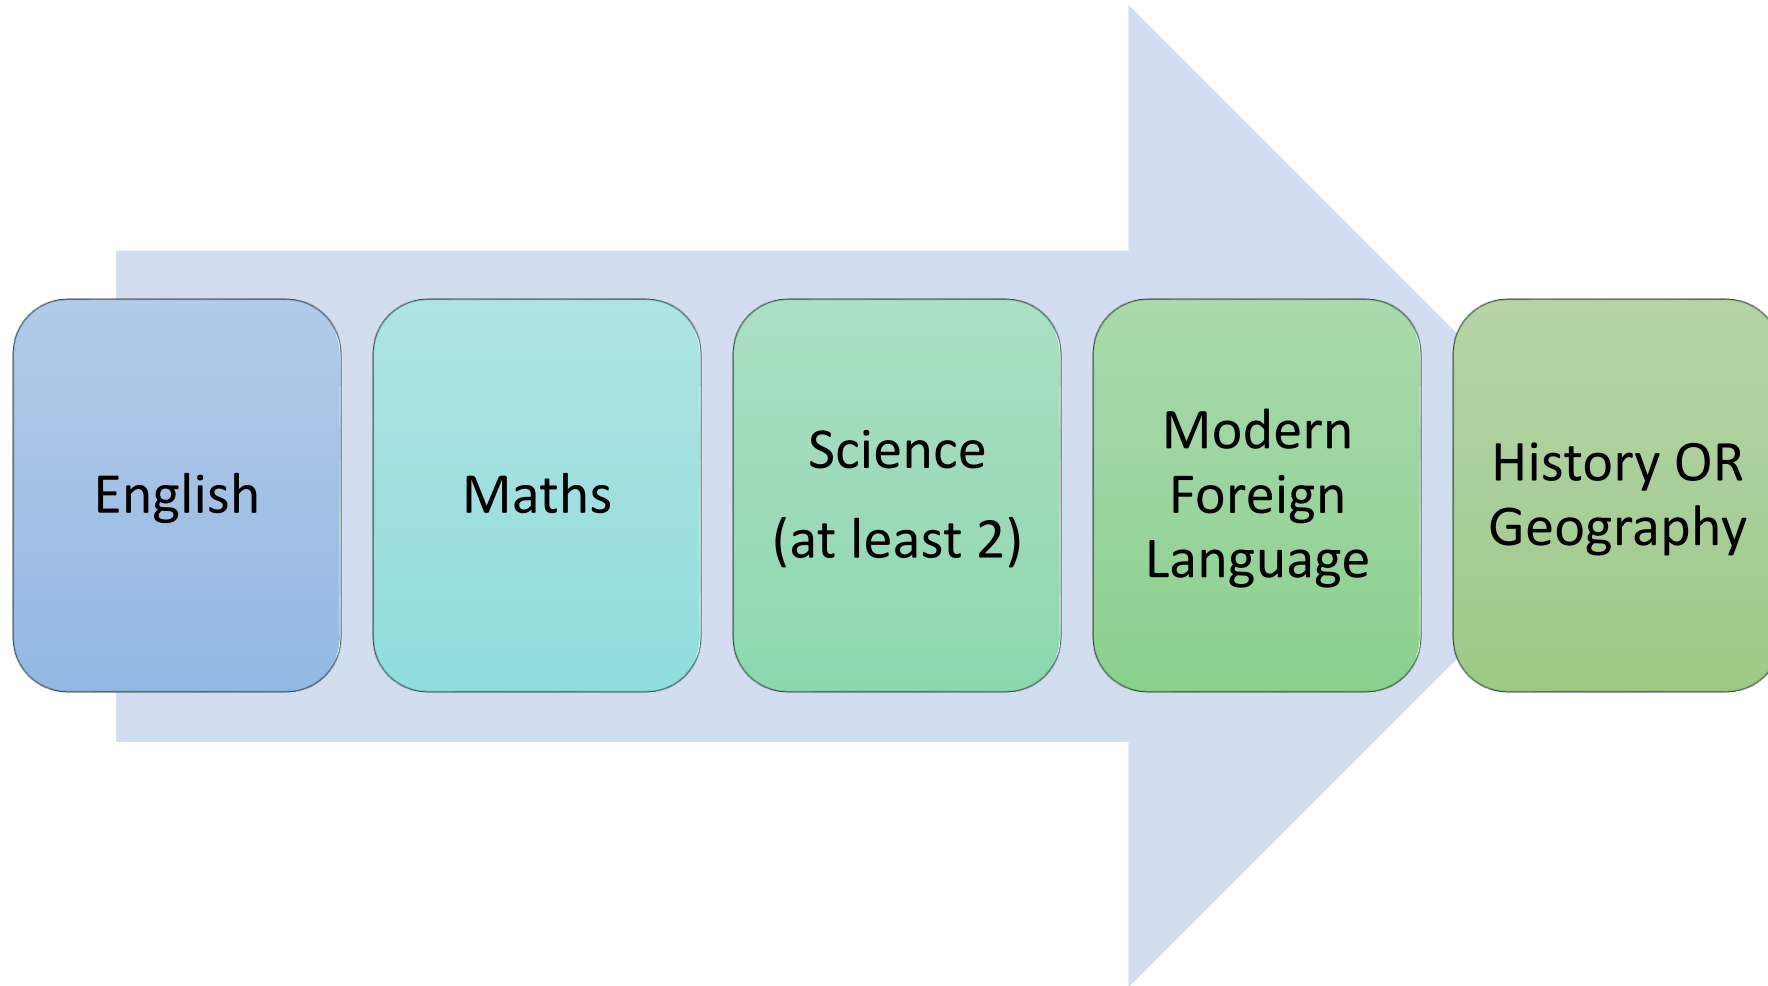 English
Maths
Science
(at least 2)
Modern
Foreign
Language
History OR
Geography